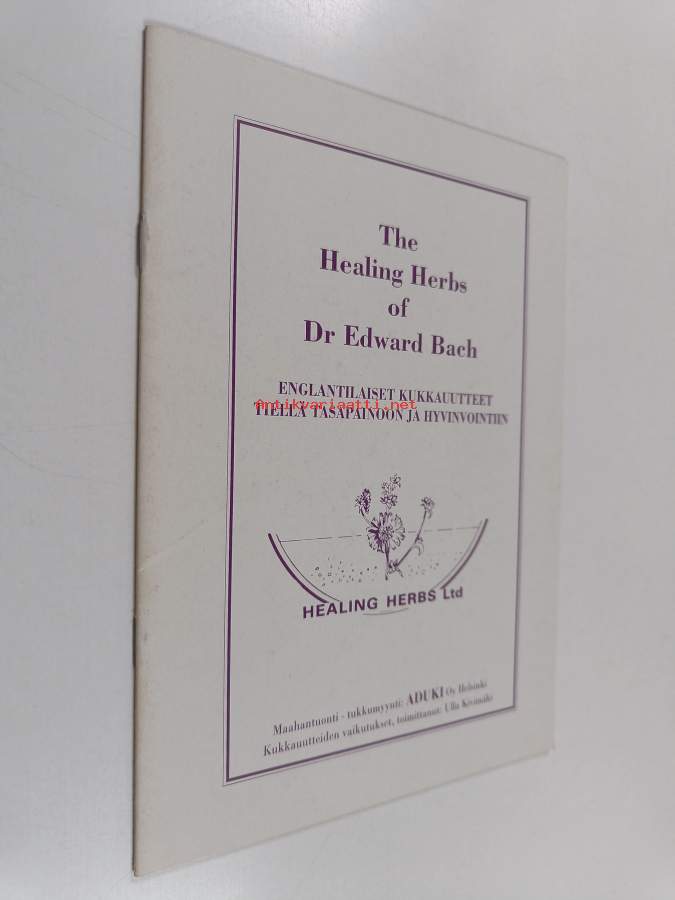 The
Healing Herbs
of
Dr Edward Bach
ENGLANTILAISET KUKKAUUTTEET
antikvariaatti.net
TIELLÄ TASAPAINOON JA HYVINVOINTIIN
HEALING HERBS Ltd
Maahantuonti - tukkumyynti: ADUKI Oy Helsinki
Kukkauutteiden vaikutukset, toimittanut: Ulla Kivimäki